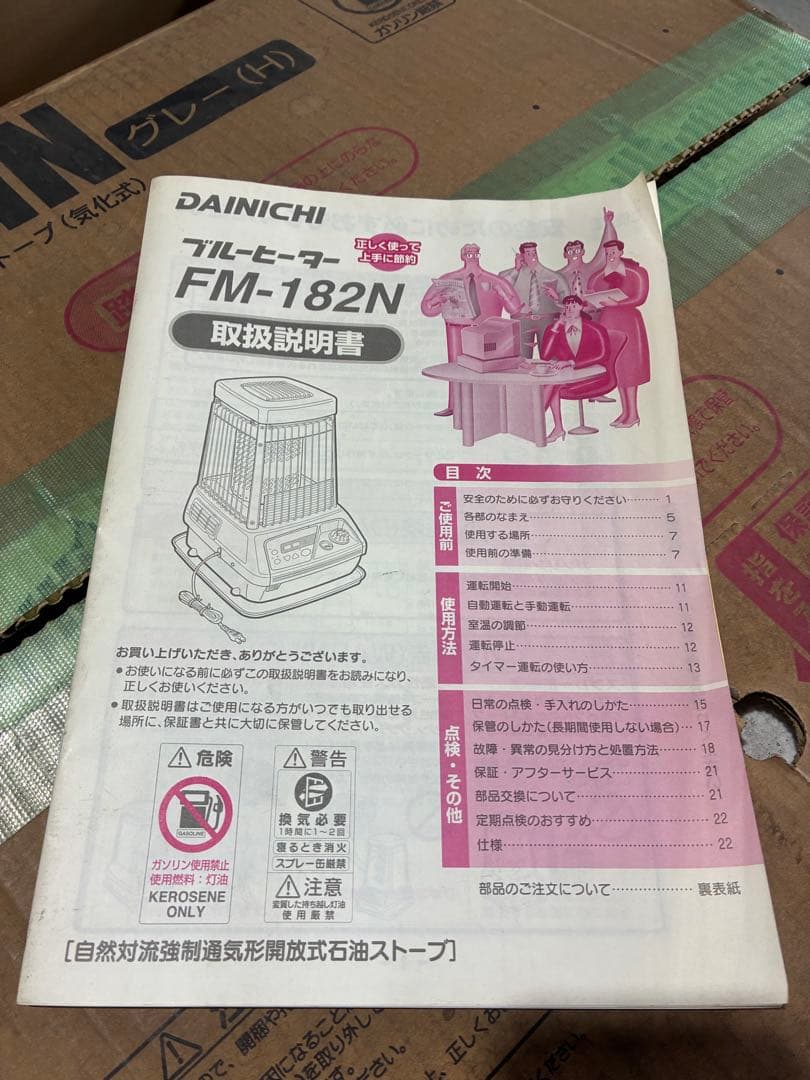 KEROSENE
ガソリン厳禁
グレー(H)
トーブ(気化式)
DAINICHI
ブルーヒーター
正しく使って
上手に節約
FM-182N
取扱説明書
目 次
ご使用前
安全のために必ずお守りください……… 1
各部のなまえ……………………… 5
使用する場所……………………… 7
使用前の準備……………………… 7
使用方法
運転開始…………………………… 11
自動運転と手動運転……………… 11
室温の調節………………………… 12
運転停止…………………………… 12
タイマー運転の使い方…………… 13
点検・その他
日常の点検・手入れのしかた…… 15
保管のしかた(長期間使用しない場合)… 17
故障・異常の見分け方と処置方法…… 18
保証・アフターサービス………… 21
部品交換について………………… 21
定期点検のおすすめ……………… 22
仕様………………………………… 22
部品のご注文について……………… 裏表紙
お買い上げいただき、ありがとうございます。
●お使いになる前に必ずこの取扱説明書をお読みになり、
正しくお使いください。
●取扱説明書はご使用になる方がいつでも取り出せる
場所に、保証書と共に大切に保管してください。
危険
GASOLINE
ガソリン使用禁止
使用燃料:灯油
KEROSENE
ONLY
警告
換気必要
1時間に1~2回
寝るとき消火
スプレー缶厳禁
注意
変質した持ち越し灯油
使用厳禁
[自然対流強制通気形開放式石油ストーブ]